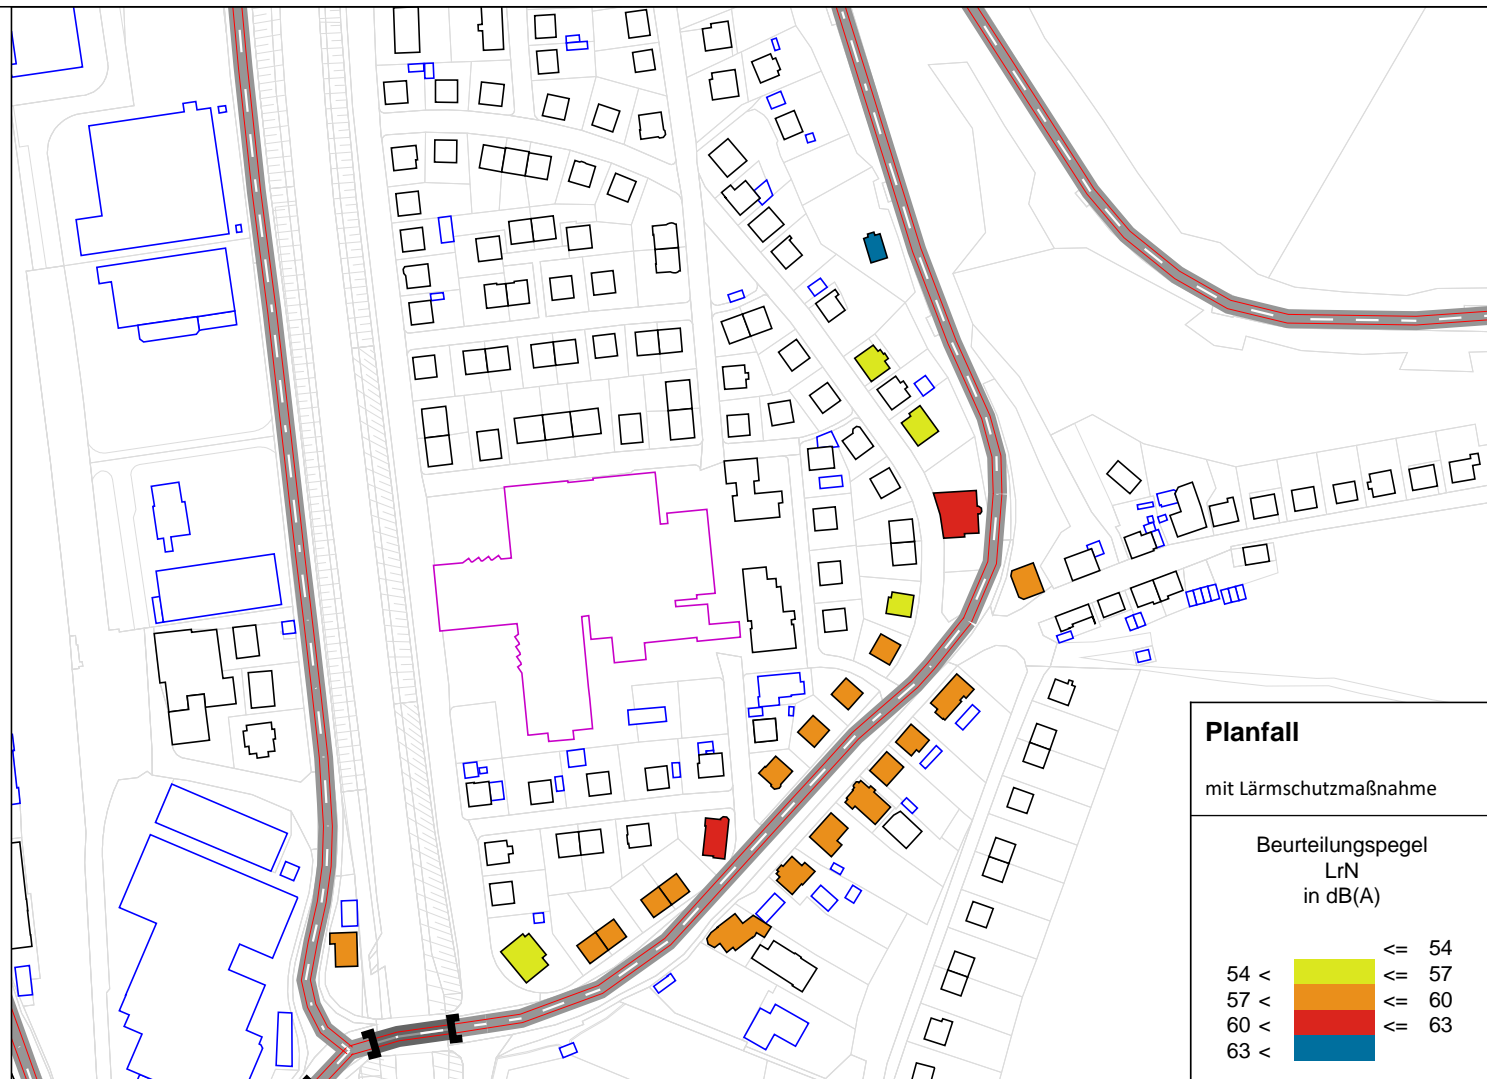 Planfall
mit Lärmschutzmaßnahme
Beurteilungspegel
LrN
in dB(A)
<= 54
54 < <= 57
57 < <= 60
60 < <= 63
63 <